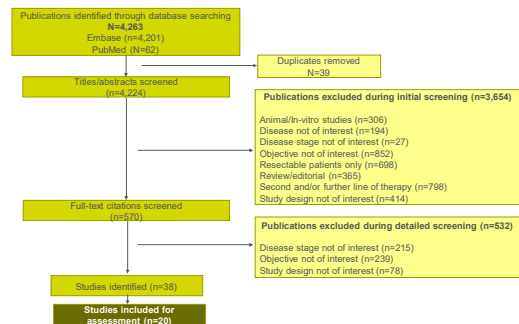 Publications identified through database searching
N=4,263
Embase (n=4,201)
PubMed (N=62)
Duplicates removed
N=39
Titles/abstracts screened
(n=4,224)
Publications excluded during initial screening (n=3,654)
Animal/In-vitro studies (n=306)
Disease not of interest (n=194)
Disease stage not of interest (n=27)
Objective not of interest (n=852)
Resectable patients only (n=698)
Review/editorial (n=365)
Second and/or further line of therapy (n=798)
Study design not of interest (n=414)
Full-text citations screened
(n=570)
Publications excluded during detailed screening (n=532)
Disease stage not of interest (n=215)
Objective not of interest (n=239)
Study design not of interest (n=78)
Studies identified (n=38)
Studies included for
assessment (n=20)